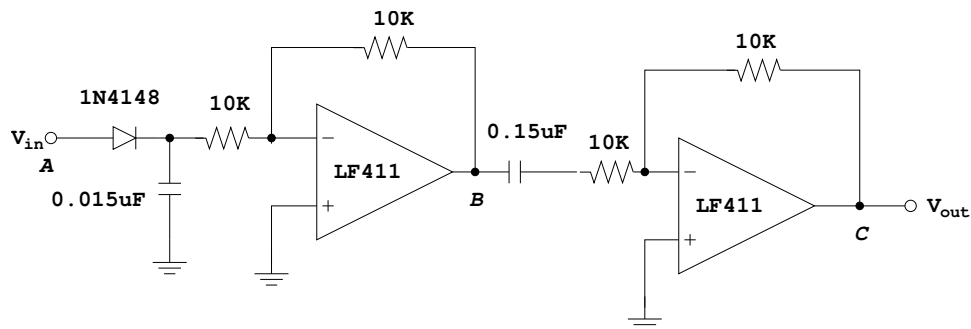 10K
10K
1N4148
10K
V_in
A
0.015uF
−
+
LF411
B
0.15uF
10K
−
+
LF411
C
V_out